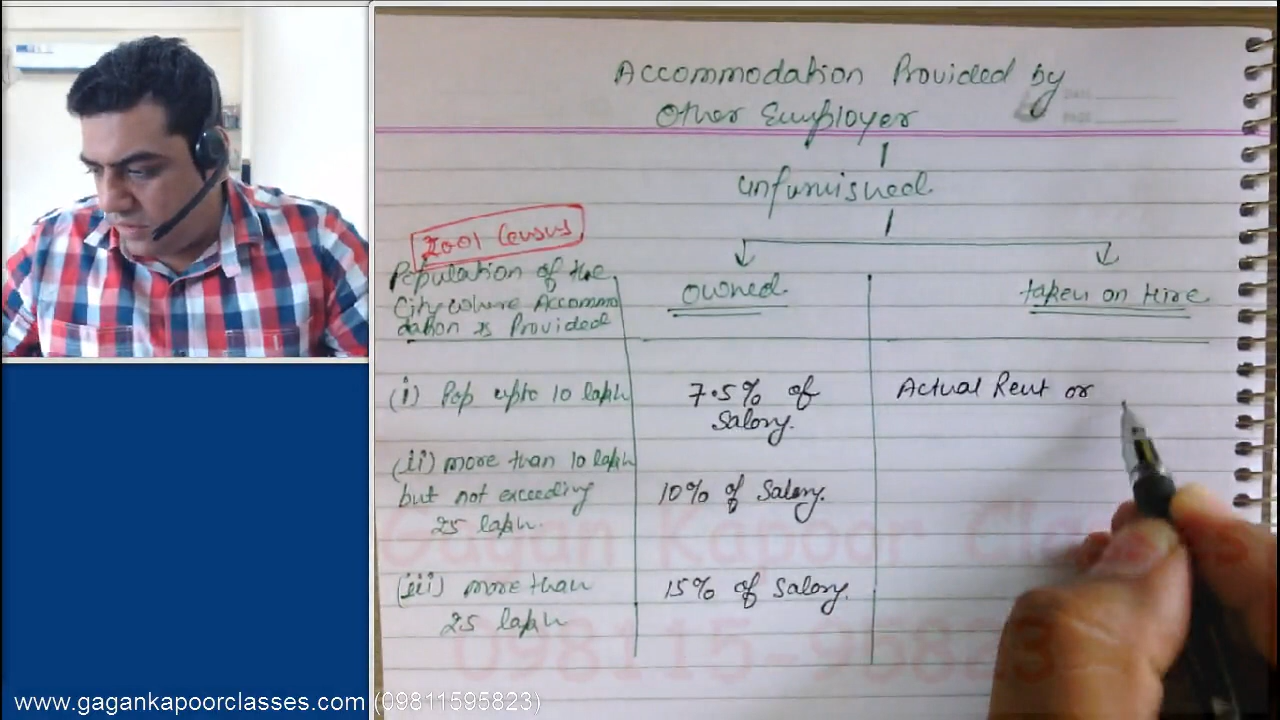 Accommodation Provided by
Other Employer
unfurnished
2001 Census
Population of the
City where Accommo
dation is Provided
owned
taken on Hire
(i) Pop upto 10 lakh
7.5% of
Salary.
Actual Rent or
(ii) more than 10 lakh
but not exceeding
25 lakh.
10% of Salary.
(iii) more than
25 lakh
15% of Salary.
Gagan Kapoor Classes
098115-95823
www.gagankapoorclasses.com (09811595823)